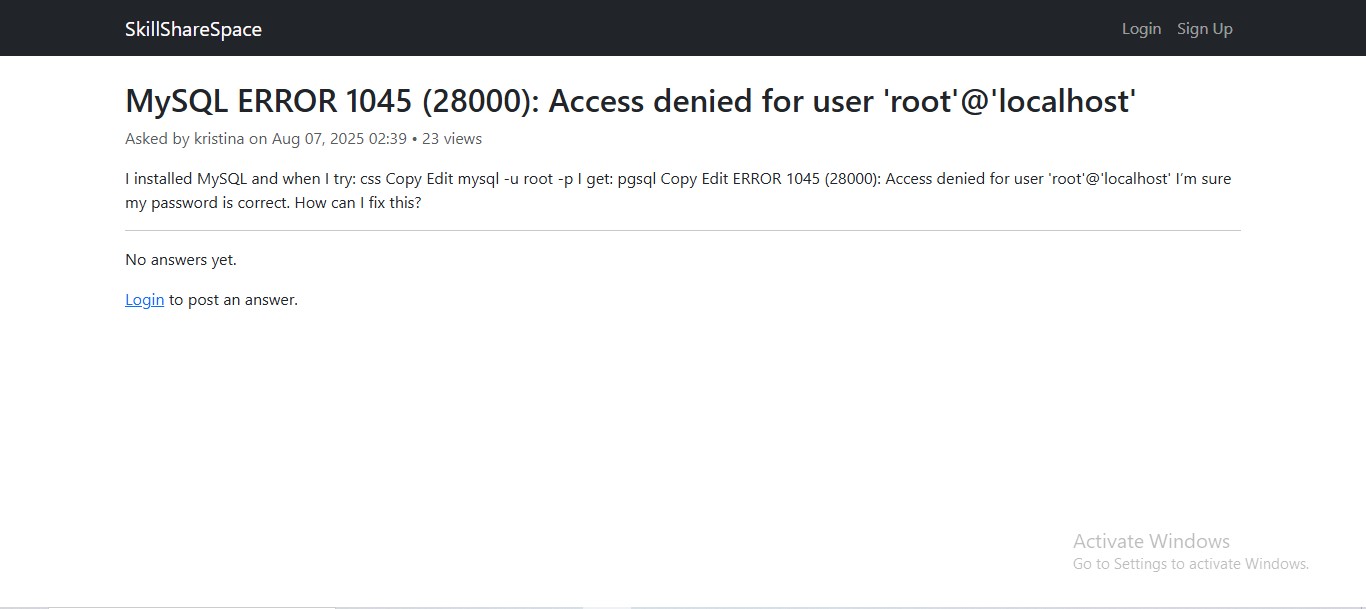 SkillShareSpace
Login Sign Up
MySQL ERROR 1045 (28000): Access denied for user 'root'@'localhost'
Asked by kristina on Aug 07, 2025 02:39 • 23 views
I installed MySQL and when I try: css Copy Edit mysql -u root -p I get: pgsql Copy Edit ERROR 1045 (28000): Access denied for user 'root'@'localhost' I’m sure
my password is correct. How can I fix this?
No answers yet.
Login to post an answer.
Activate Windows
Go to Settings to activate Windows.